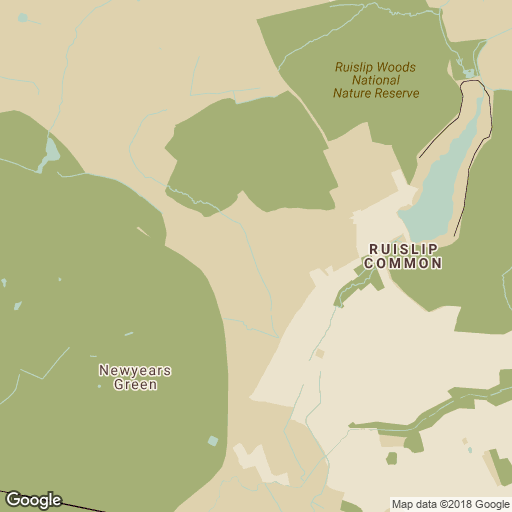 Ruislip Woods
National
Nature Reserve
RUISLIP
COMMON
Newyears
Green
Google
Map data ©2018 Google